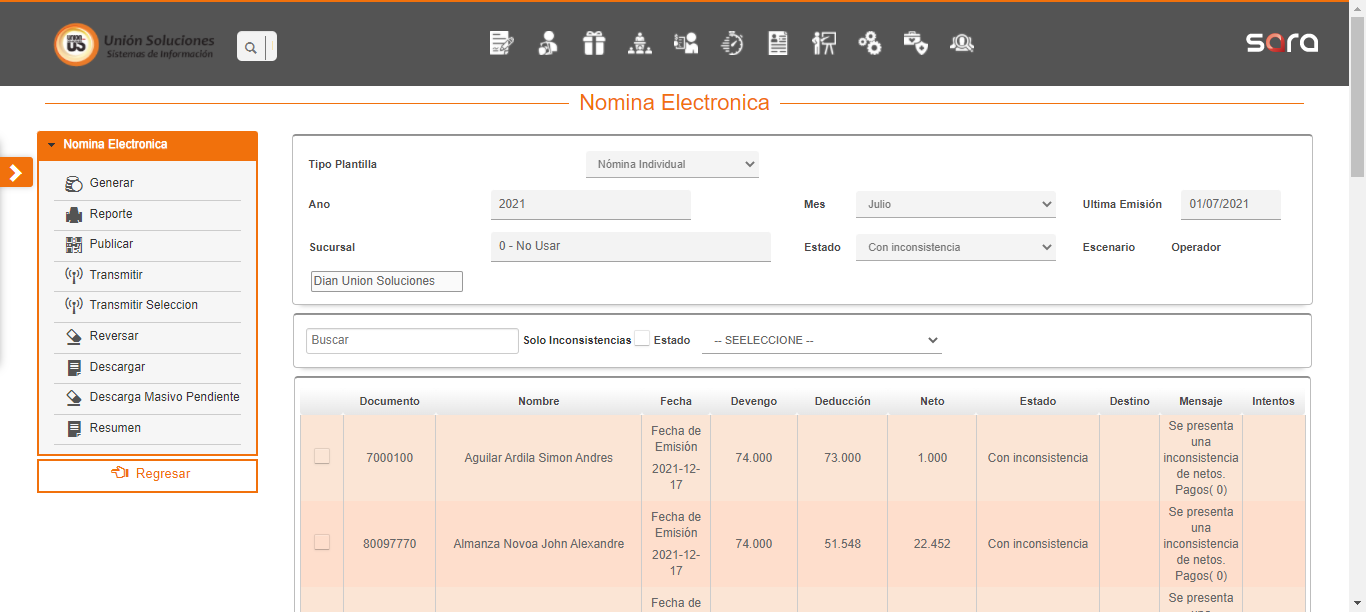 UNION
US
Unión Soluciones
Sistemas de Información
sara
Nomina Electronica
Nomina Electronica
Generar
Reporte
Publicar
Transmitir
Transmitir Seleccion
Reversar
Descargar
Descarga Masivo Pendiente
Resumen
Regresar
Tipo Plantilla Nómina Individual
Ano 2021 Mes Julio Ultima Emisión 01/07/2021
Sucursal 0 - No Usar Estado Con inconsistencia Escenario Operador
Dian Union Soluciones
Buscar Solo Inconsistencias Estado -- SEELECCIONE --
Documento Nombre Fecha Devengo Deducción Neto Estado Destino Mensaje Intentos
7000100 Aguilar Ardila Simon Andres
Fecha de
Emisión
2021-12-
17
74.000 73.000 1.000 Con inconsistencia
Se presenta
una
inconsistencia
de netos.
Pagos( 0)
80097770 Almanza Novoa John Alexandre
Fecha de
Emisión
2021-12-
17
74.000 51.548 22.452 Con inconsistencia
Se presenta
una
inconsistencia
de netos.
Pagos( 0)
Fecha de
Se presenta